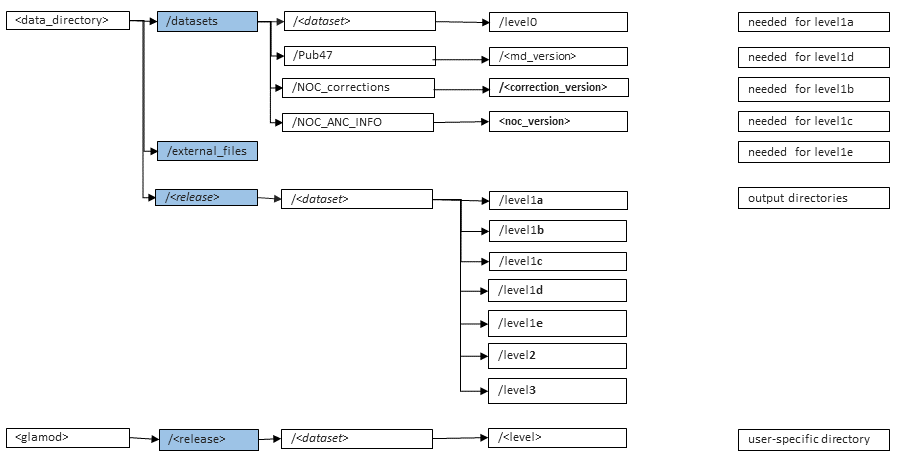 <data_directory> /datasets /<dataset> /level0 needed for level1a
/Pub47 /<md_version> needed for level1d
/NOC_corrections /<correction_version> needed for level1b
/NOC_ANC_INFO <noc_version> needed for level1c
/external_files needed for level1e
/<release> /<dataset> /level1a output directories
/level1b
/level1c
/level1d
/level1e
/level2
/level3
<glamod> /<release> /<dataset> /<level> user-specific directory